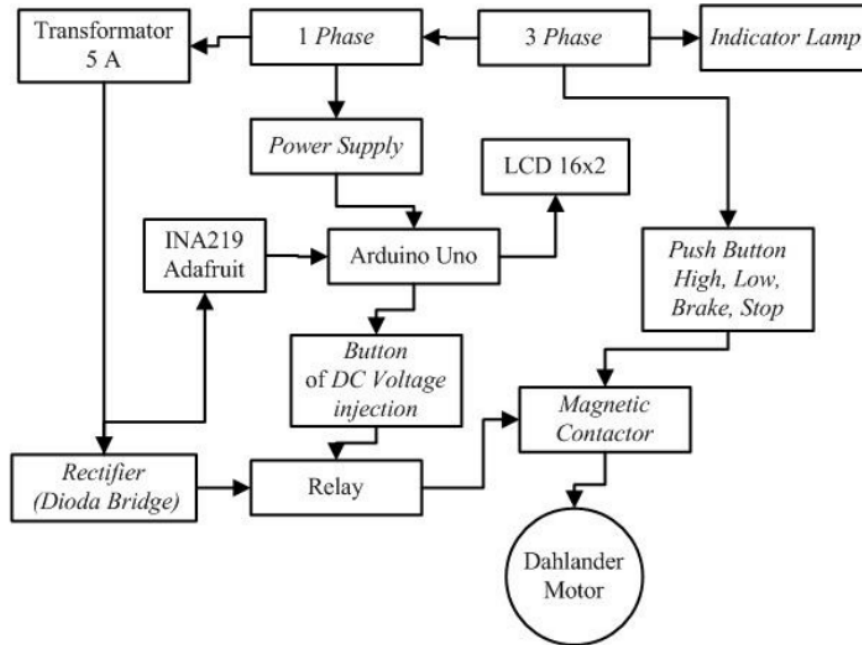 Transformator
5 A
1 Phase
3 Phase
Indicator Lamp
Power Supply
LCD 16x2
INA219
Adafruit
Arduino Uno
Push Button
High, Low,
Brake, Stop
Button
of DC Voltage
injection
Magnetic
Contactor
Rectifier
(Dioda Bridge)
Relay
Dahlander
Motor